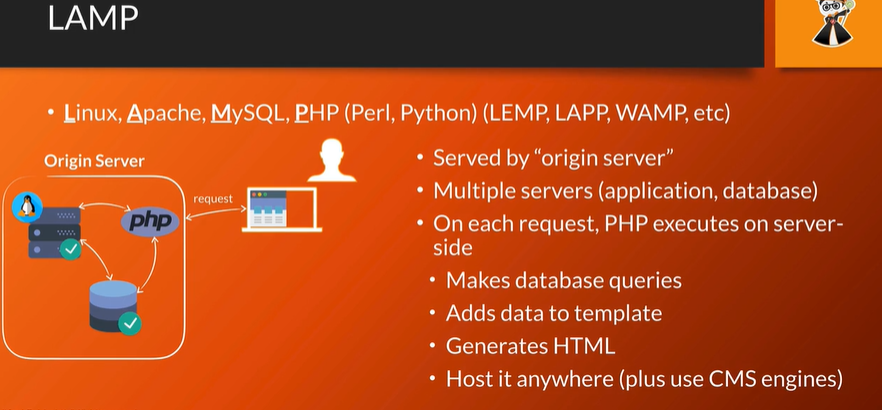 LAMP
• Linux, Apache, MySQL, PHP (Perl, Python) (LEMP, LAPP, WAMP, etc)
Origin Server
php
request
• Served by “origin server”
• Multiple servers (application, database)
• On each request, PHP executes on server-
side
• Makes database queries
• Adds data to template
• Generates HTML
• Host it anywhere (plus use CMS engines)